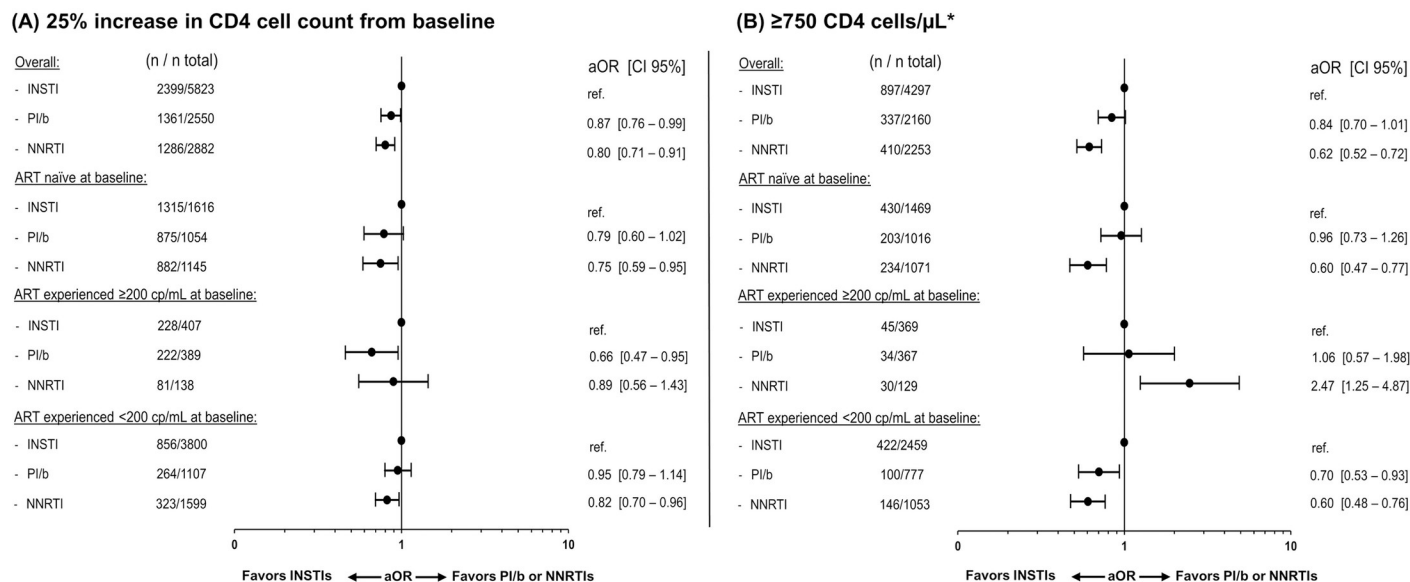 (A) 25% increase in CD4 cell count from baseline
Overall: (n / n total) aOR [CI 95%]
- INSTI 2399/5823 ref.
- PI/b 1361/2550 0.87 [0.76 – 0.99]
- NNRTI 1286/2882 0.80 [0.71 – 0.91]
ART naïve at baseline:
- INSTI 1315/1616 ref.
- PI/b 875/1054 0.79 [0.60 – 1.02]
- NNRTI 882/1145 0.75 [0.59 – 0.95]
ART experienced ≥200 cp/mL at baseline:
- INSTI 228/407 ref.
- PI/b 222/389 0.66 [0.47 – 0.95]
- NNRTI 81/138 0.89 [0.56 – 1.43]
ART experienced <200 cp/mL at baseline:
- INSTI 856/3800 ref.
- PI/b 264/1107 0.95 [0.79 – 1.14]
- NNRTI 323/1599 0.82 [0.70 – 0.96]
0 1 10
Favors INSTIs aOR Favors PI/b or NNRTIs
(B) ≥750 CD4 cells/µL*
Overall: (n / n total) aOR [CI 95%]
- INSTI 897/4297 ref.
- PI/b 337/2160 0.84 [0.70 – 1.01]
- NNRTI 410/2253 0.62 [0.52 – 0.72]
ART naïve at baseline:
- INSTI 430/1469 ref.
- PI/b 203/1016 0.96 [0.73 – 1.26]
- NNRTI 234/1071 0.60 [0.47 – 0.77]
ART experienced ≥200 cp/mL at baseline:
- INSTI 45/369 ref.
- PI/b 34/367 1.06 [0.57 – 1.98]
- NNRTI 30/129 2.47 [1.25 – 4.87]
ART experienced <200 cp/mL at baseline:
- INSTI 422/2459 ref.
- PI/b 100/777 0.70 [0.53 – 0.93]
- NNRTI 146/1053 0.60 [0.48 – 0.76]
0 1 10
Favors INSTIs aOR Favors PI/b or NNRTIs